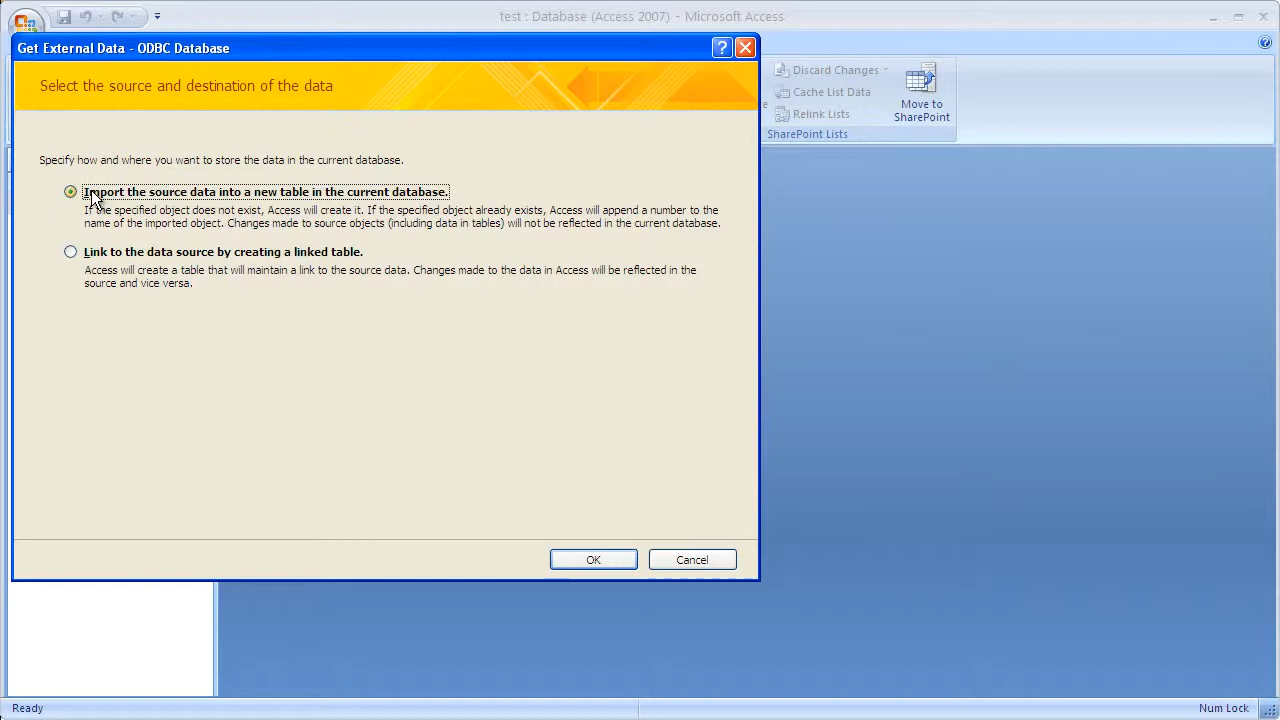 test : Database (Access 2007) - Microsoft Access
Get External Data - ODBC Database
Select the source and destination of the data
Discard Changes
Cache List Data
Relink Lists
Move to
SharePoint
SharePoint Lists
Specify how and where you want to store the data in the current database.
Import the source data into a new table in the current database.
If the specified object does not exist, Access will create it. If the specified object already exists, Access will append a number to the
name of the imported object. Changes made to source objects (including data in tables) will not be reflected in the current database.
Link to the data source by creating a linked table.
Access will create a table that will maintain a link to the source data. Changes made to the data in Access will be reflected in the
source and vice versa.
OK
Cancel
Ready
Num Lock